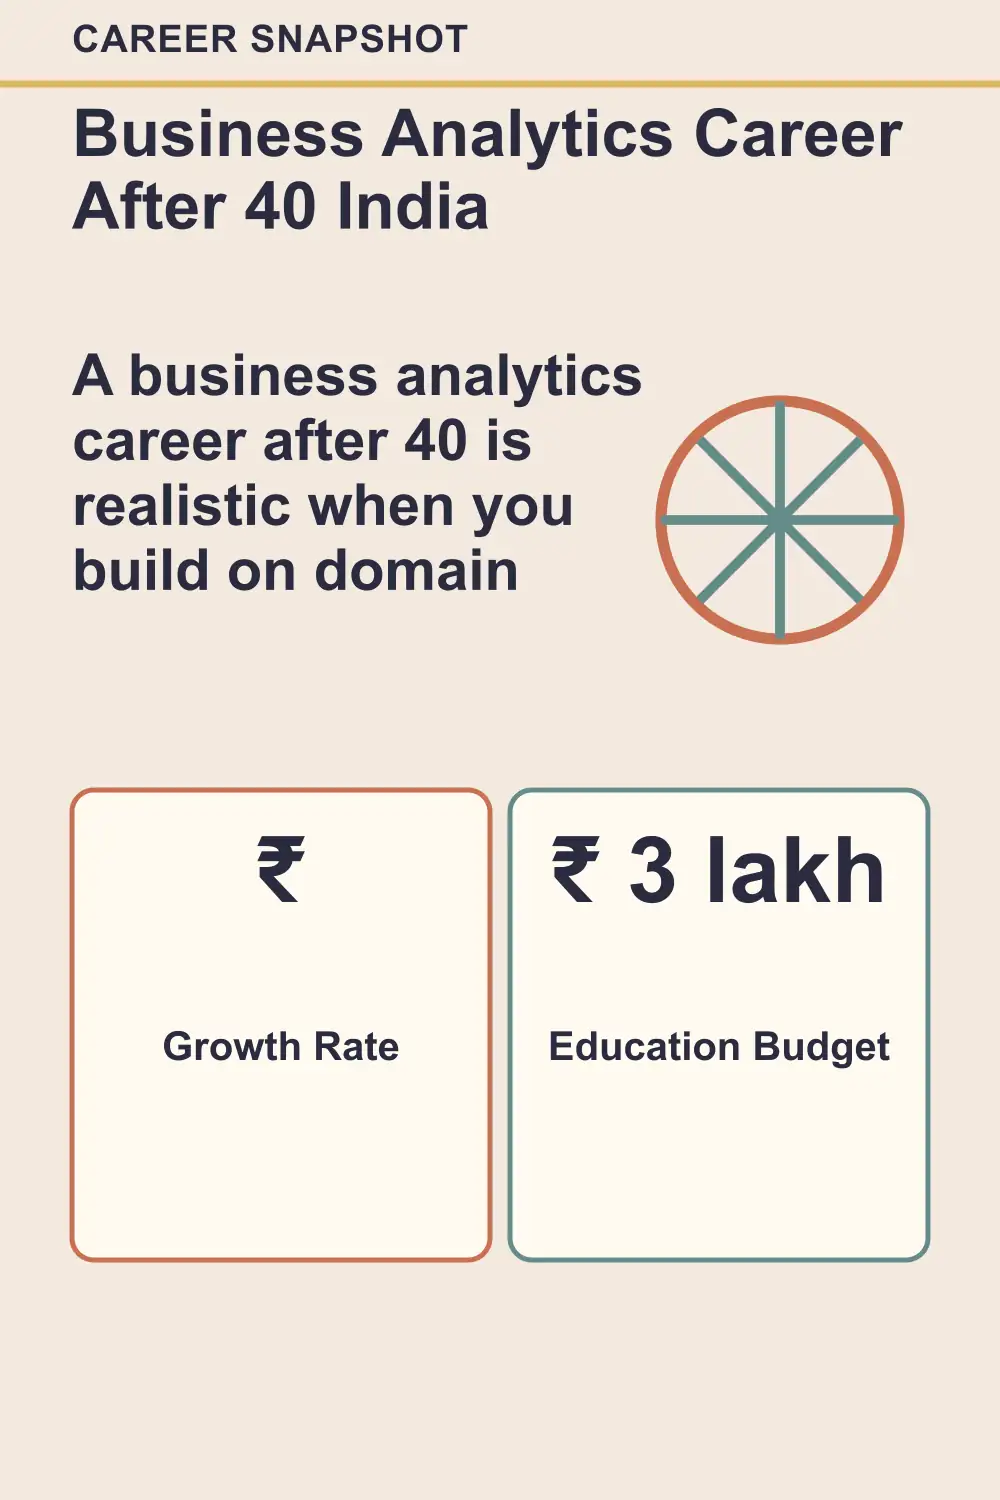 CAREER SNAPSHOT
Business Analytics Career
After 40 India
A business analytics
career after 40 is
realistic when you
build on domain
₹
Growth Rate
₹ 3 lakh
Education Budget